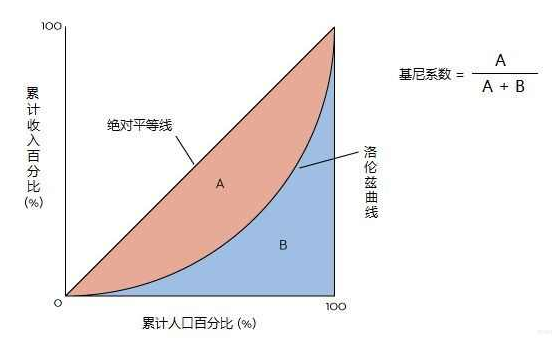 100
累计收入百分比(%)
绝对平等线
A
洛伦兹曲线
B
0
100
累计人口百分比 (%)
基尼系数 =
A
A + B